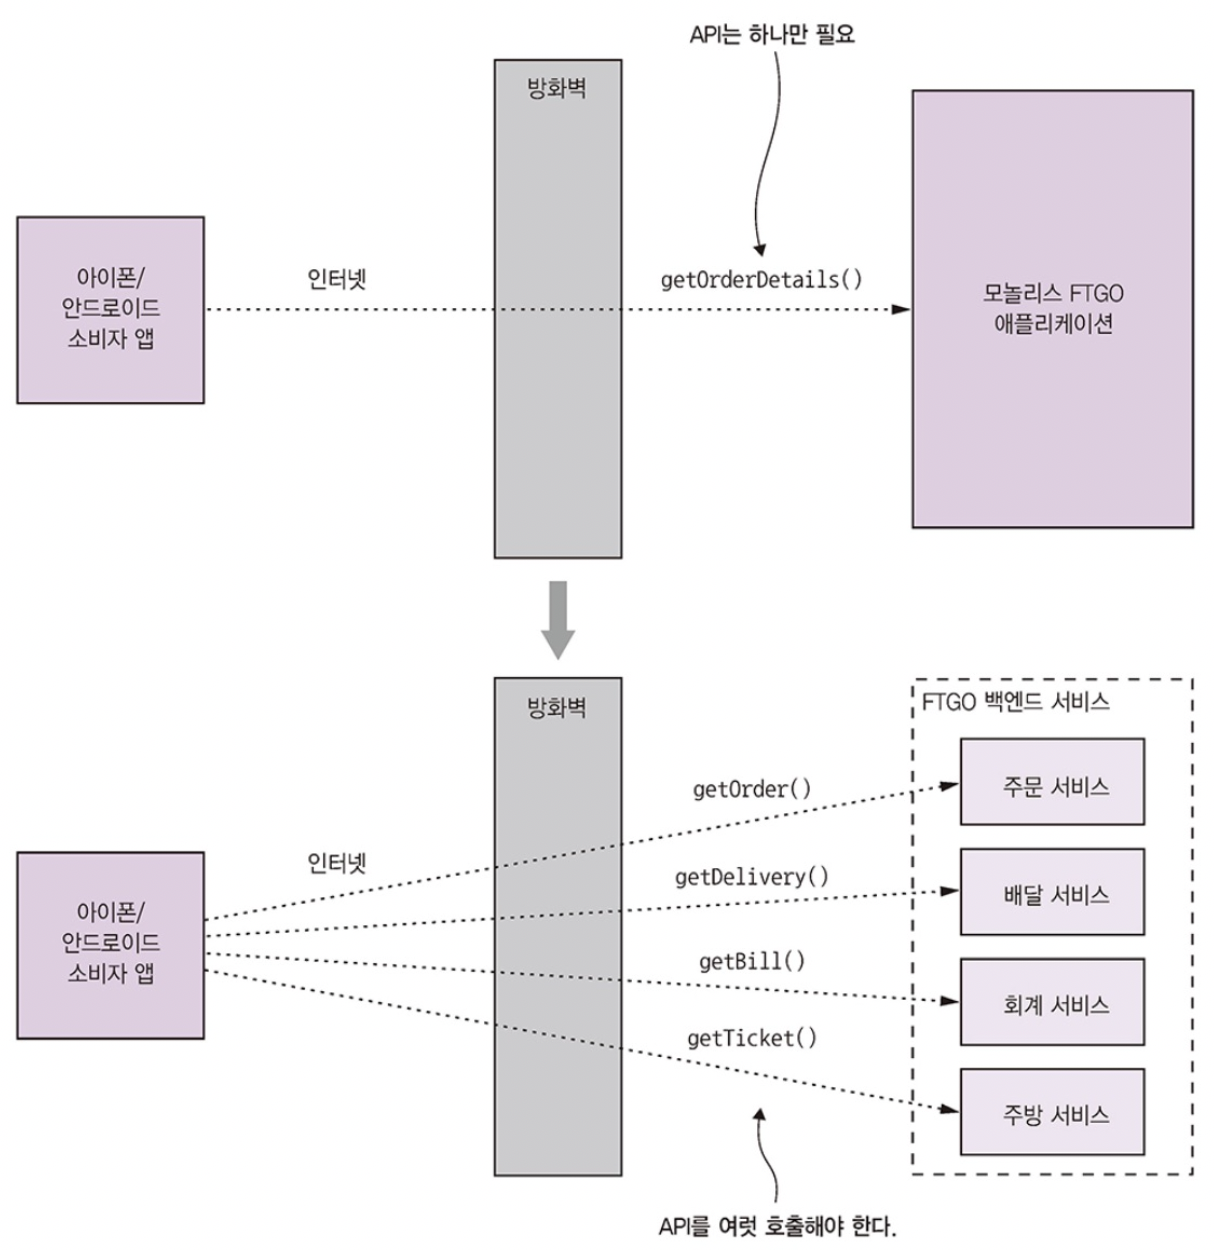 API는 하나만 필요
방화벽
아이폰/
안드로이드
소비자 앱
인터넷
getOrderDetails()
모놀리스 FTGO
애플리케이션
방화벽
FTGO 백엔드 서비스
getOrder()
주문 서비스
인터넷
getDelivery()
배달 서비스
아이폰/
안드로이드
소비자 앱
getBill()
회계 서비스
getTicket()
주방 서비스
API를 여럿 호출해야 한다.